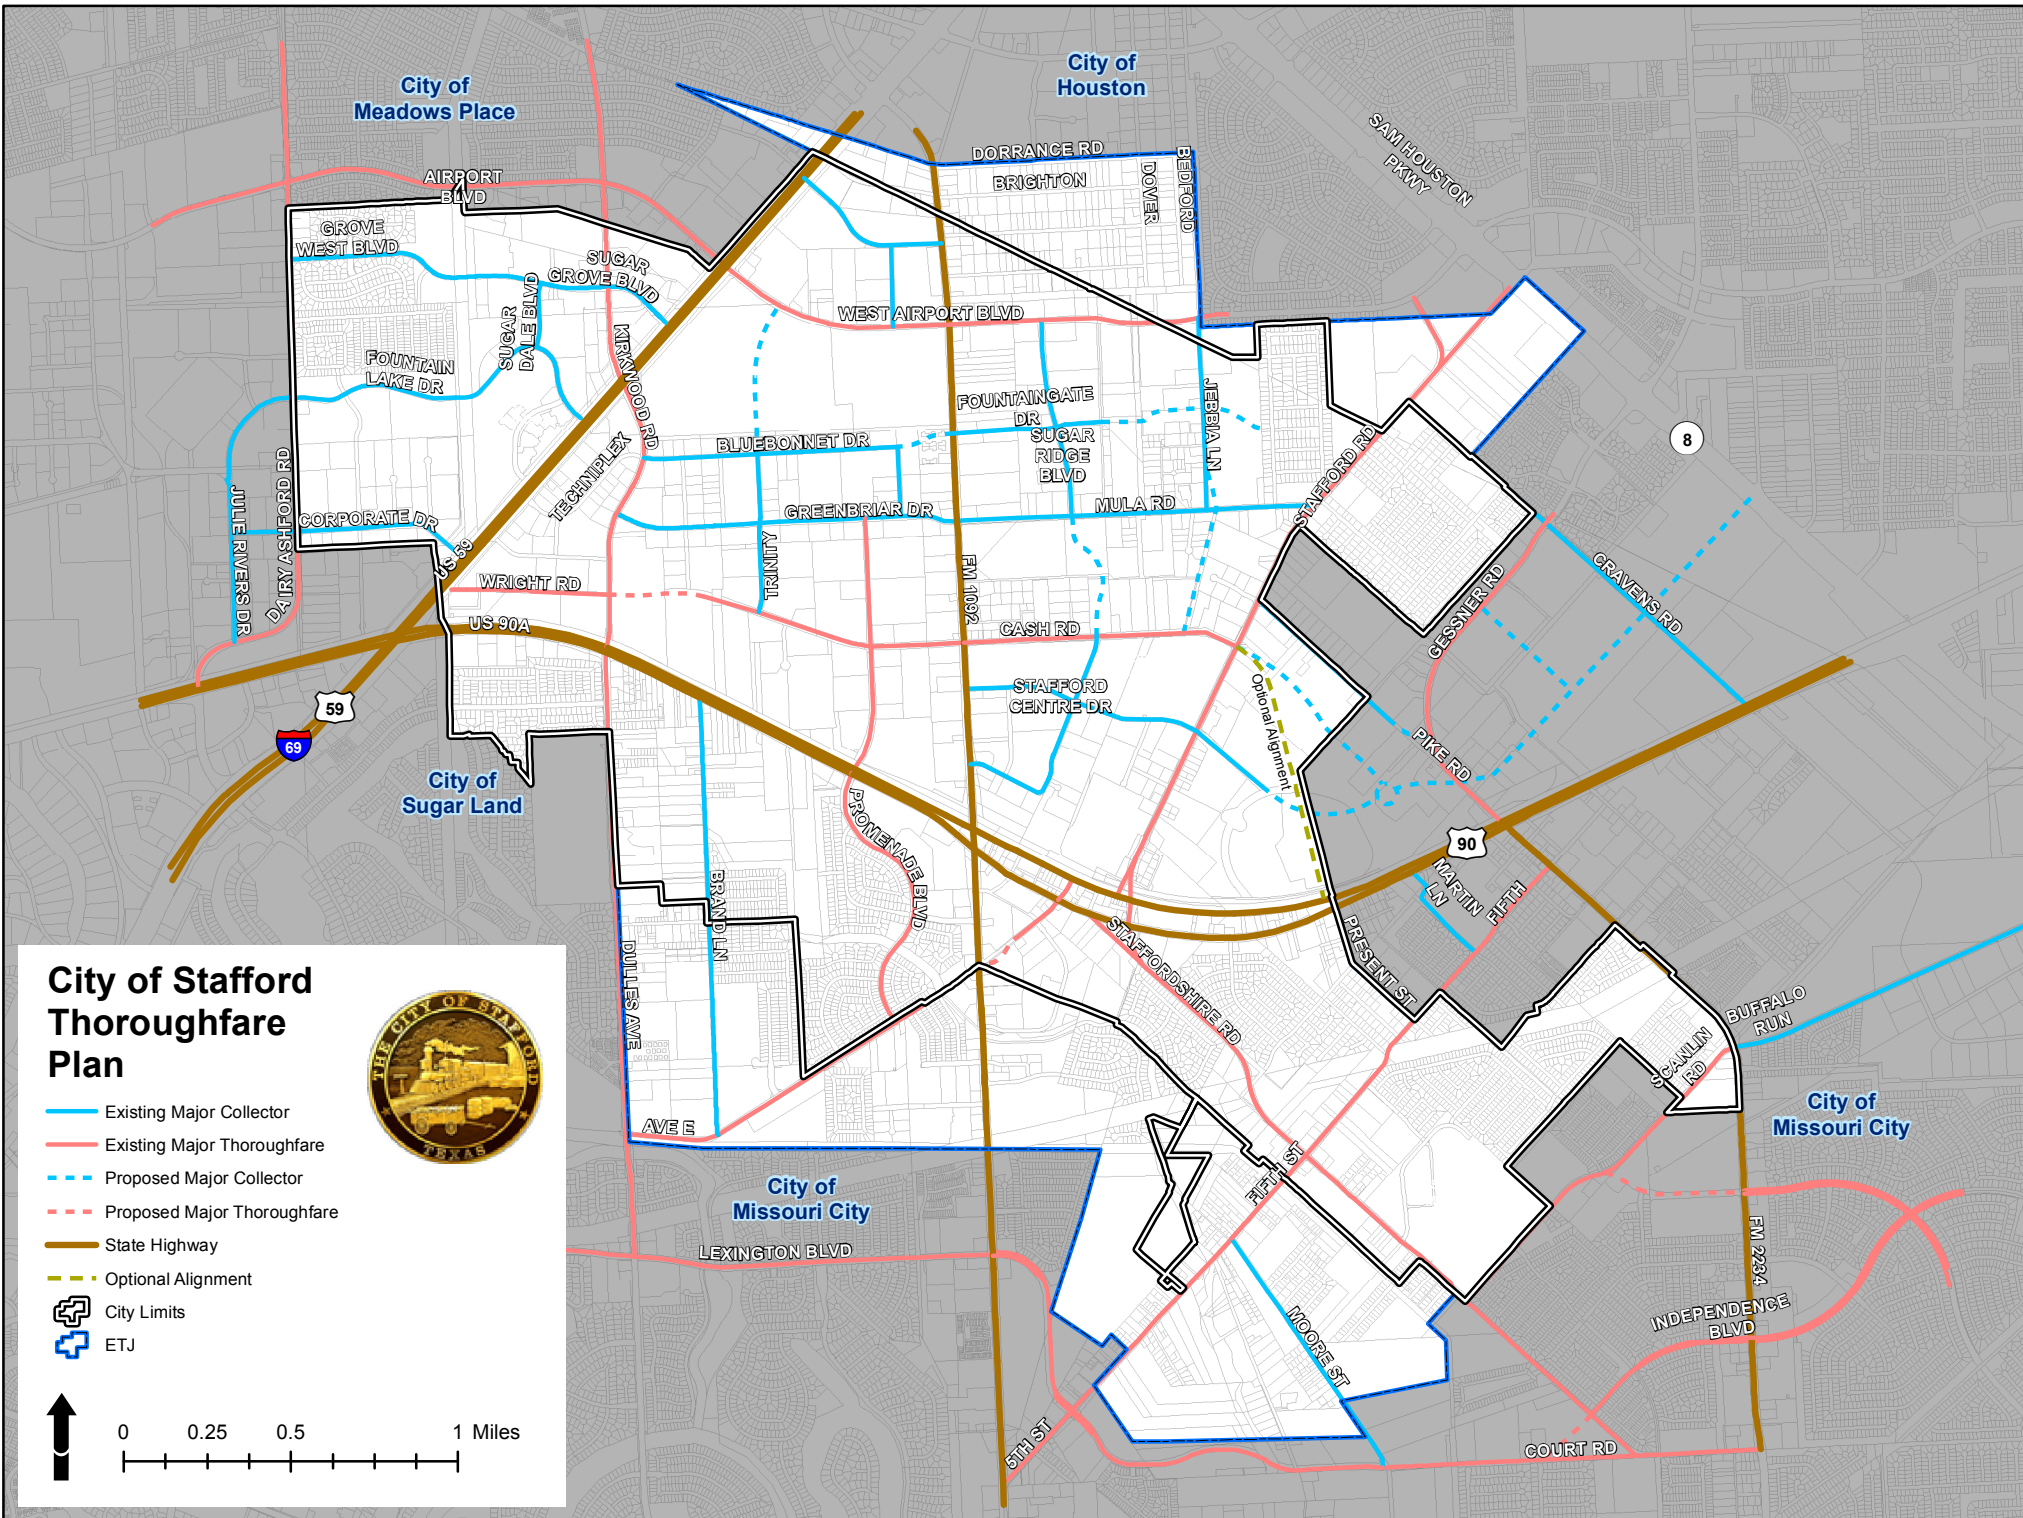 City of
Meadows Place
City of
Houston
SAM HOUSTON
PKWY
DORRANCE RD
BRIGHTON
DOVER
BEDFORD
AIRPORT
BLVD
GROVE
WEST BLVD
SUGAR
GROVE BLVD
SUGAR
DALE BLVD
WEST AIRPORT BLVD
KIRKWOOD RD
FOUNTAIN
LAKE DR
FOUNTAINGATE
DR
JEBBIA LN
SUGAR
RIDGE
BLVD
BLUEBONNET DR
TECHNIPLEX
STAFFORD RD
8
JULIE RIVERS DR
DAIRY ASHFORD RD
CORPORATE DR
GREENBRIAR DR
MULA RD
US 59
TRINITY
WRIGHT RD
FM 1092
CRAVENS RD
GESSNER RD
US 90A
CASH RD
STAFFORD
CENTRE DR
Optional Alignment
59
69
PIKE RD
City of
Sugar Land
PROMENADE BLVD
90
MARTIN
LN
FIFTH
BRAND LN
DULLES AVE
STAFFORDSHIRE RD
PRESENT ST
BUFFALO
RUN
SCANLIN
RD
City of
Missouri City
AVE E
City of
Missouri City
FIFTH ST
LEXINGTON BLVD
FM 2234
INDEPENDENCE
BLVD
MOORE ST
5TH ST
COURT RD
City of Stafford
Thoroughfare
Plan
THE CITY OF STAFFORD
TEXAS
Existing Major Collector
Existing Major Thoroughfare
Proposed Major Collector
Proposed Major Thoroughfare
State Highway
Optional Alignment
City Limits
ETJ
0 0.25 0.5 1 Miles